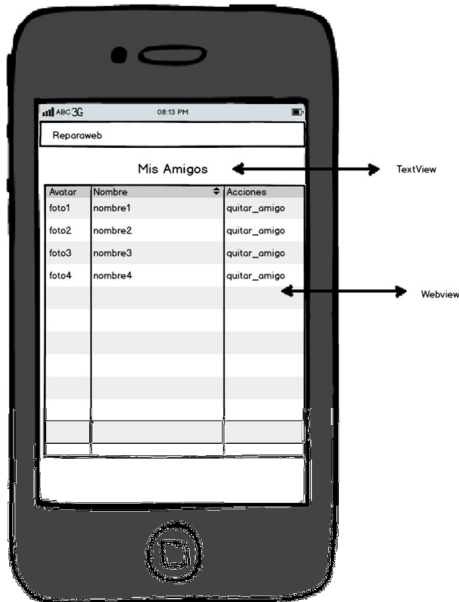 ABC 3G 08:13 PM
Reparaweb
Mis Amigos
TextView
Avatar Nombre Acciones
foto1 nombre1 quitar_amigo
foto2 nombre2 quitar_amigo
foto3 nombre3 quitar_amigo
foto4 nombre4 quitar_amigo
Webview